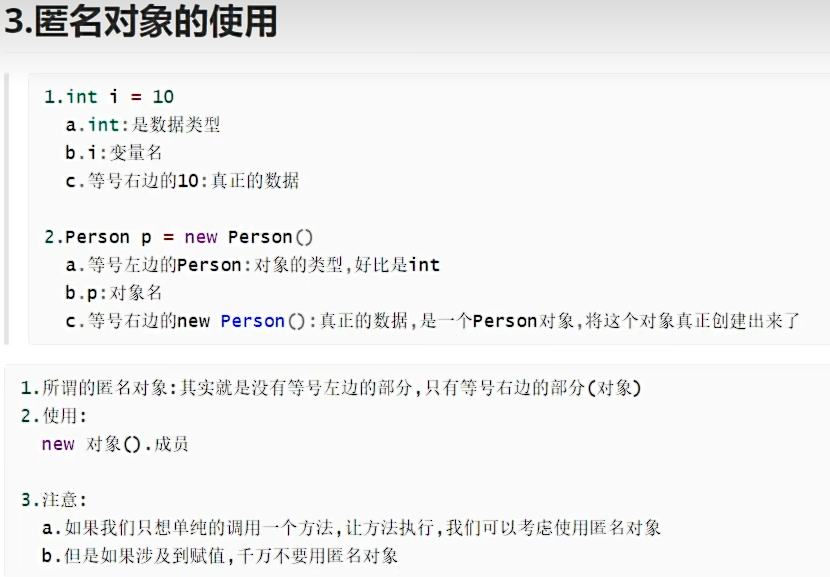 3.匿名对象的使用
1.int i = 10
a.int:是数据类型
b.i:变量名
c.等号右边的10:真正的数据
2.Person p = new Person()
a.等号左边的Person:对象的类型,好比是int
b.p:对象名
c.等号右边的new Person():真正的数据,是一个Person对象,将这个对象真正创建出来了
1.所谓的匿名对象:其实就是没有等号左边的部分,只有等号右边的部分(对象)
2.使用:
new 对象().成员
3.注意:
a.如果我们只想单纯的调用一个方法,让方法执行,我们可以考虑使用匿名对象
b.但是如果涉及到赋值,千万不要用匿名对象